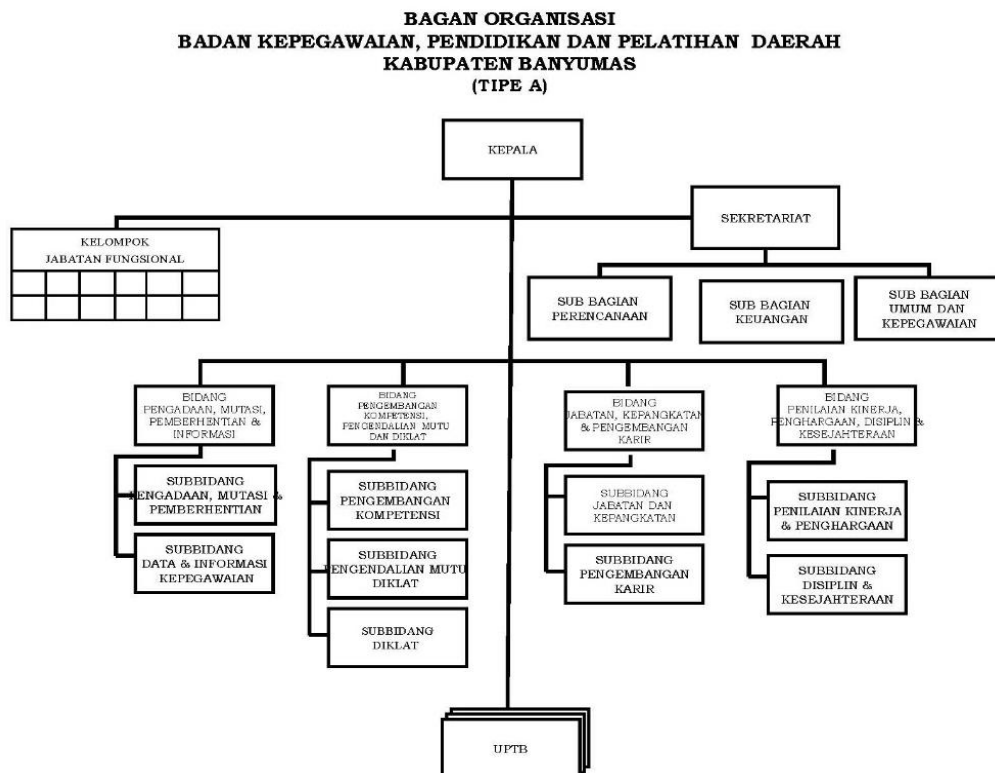 BAGAN ORGANISASI
BADAN KEPEGAWAIAN, PENDIDIKAN DAN PELATIHAN DAERAH
KABUPATEN BANYUMAS
(TIPE A)
KEPALA
SEKRETARIAT
KELOMPOK
JABATAN FUNGSIONAL
SUB BAGIAN
PERENCANAAN
SUB BAGIAN
KEUANGAN
SUB BAGIAN
UMUM DAN
KEPEGAWAIAN
BIDANG
PENGADAAN, MUTASI,
PEMBERHENTIAN &
INFORMASI
BIDANG
PENGEMBANGAN
KOMPETENSI,
PENGENDALIAN MUTU
DAN DIKLAT
BIDANG
JABATAN, KEPANGKATAN
& PENGEMBANGAN
KARIR
BIDANG
PENILAIAN KINERJA,
PENGHARGAAN, DISIPLIN &
KESEJAHTERAAN
SUBBIDANG
PENGADAAN, MUTASI &
PEMBERHENTIAN
SUBBIDANG
DATA & INFORMASI
KEPEGAWAIAN
SUBBIDANG
PENGEMBANGAN
KOMPETENSI
SUBBIDANG
PENGENDALIAN MUTU
DIKLAT
SUBBIDANG
DIKLAT
SUBBIDANG
JABATAN DAN
KEPANGKATAN
SUBBIDANG
PENGEMBANGAN
KARIR
SUBBIDANG
PENILAIAN KINERJA
& PENGHARGAAN
SUBBIDANG
DISIPLIN &
KESEJAHTERAAN
UPTB